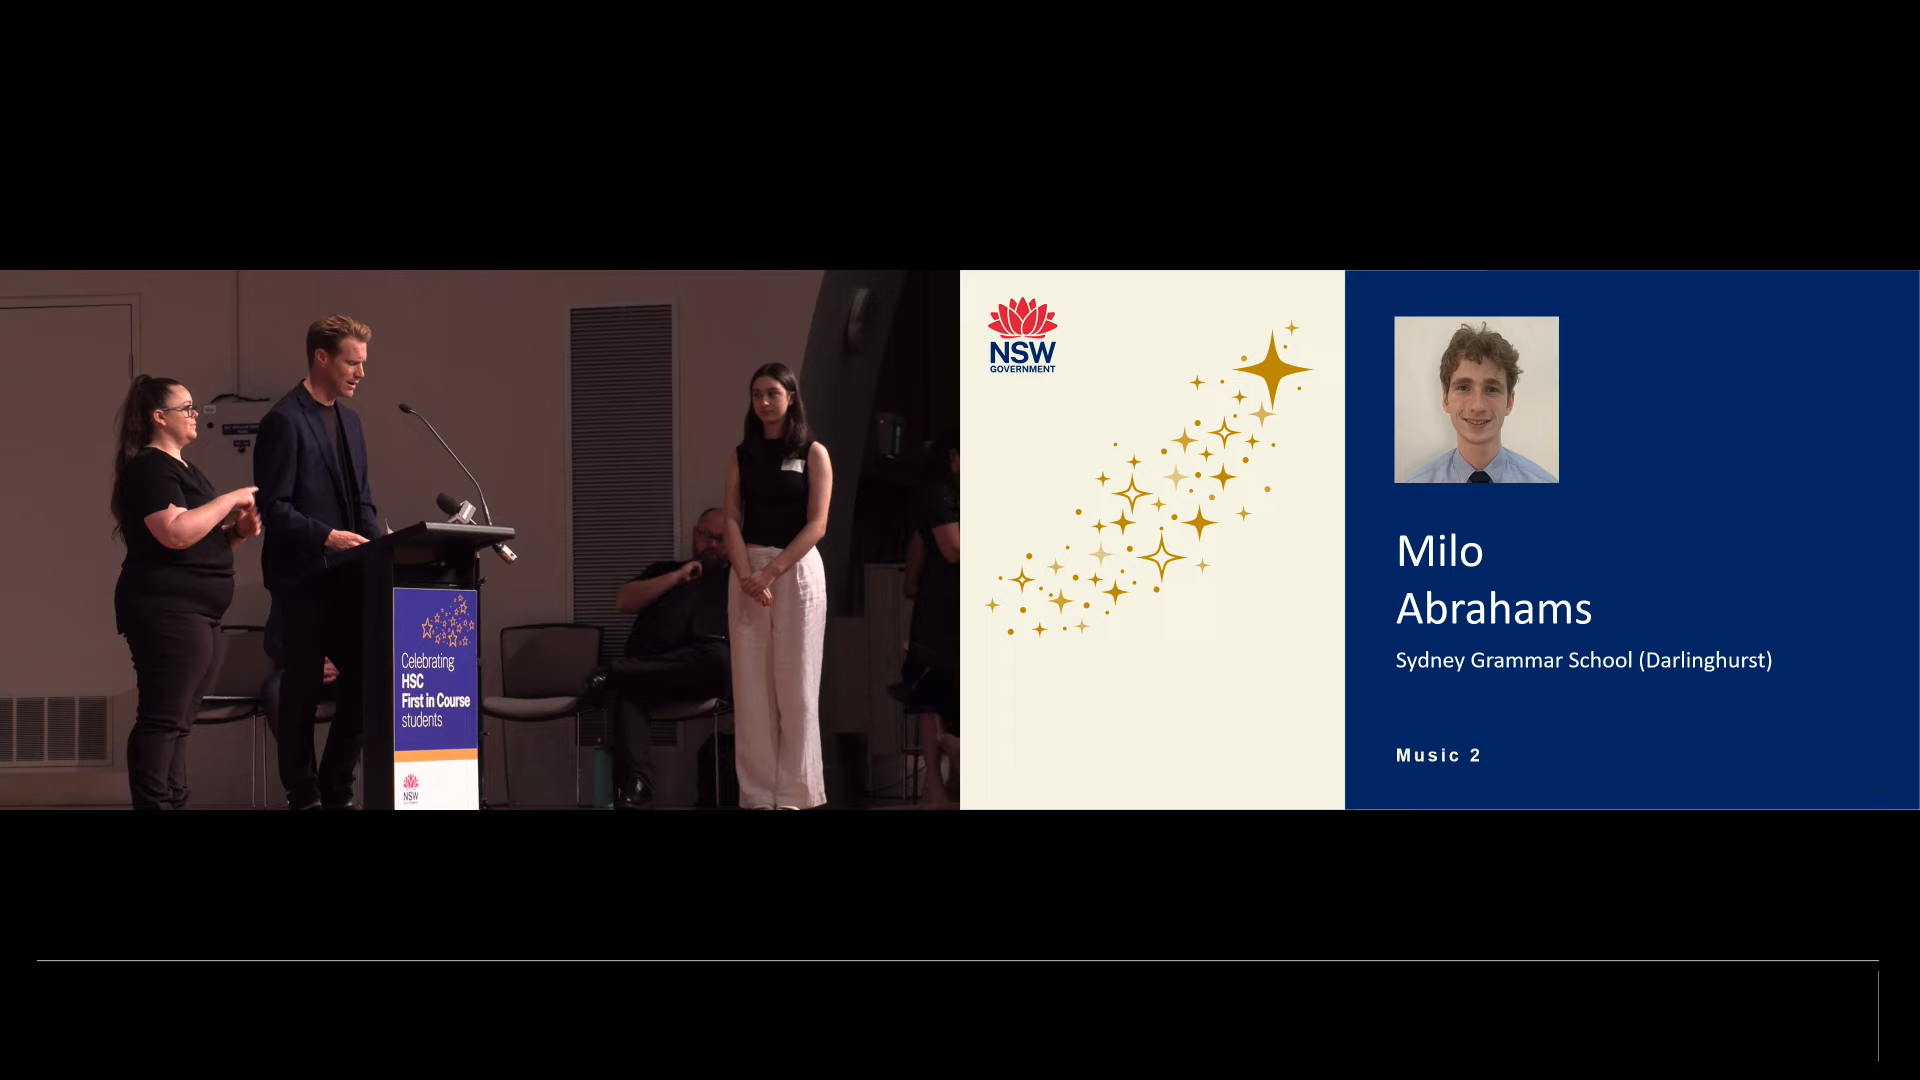 Celebrating
HSC
First in Course
students
NSW
NSW
GOVERNMENT
Milo
Abrahams
Sydney Grammar School (Darlinghurst)
Music 2